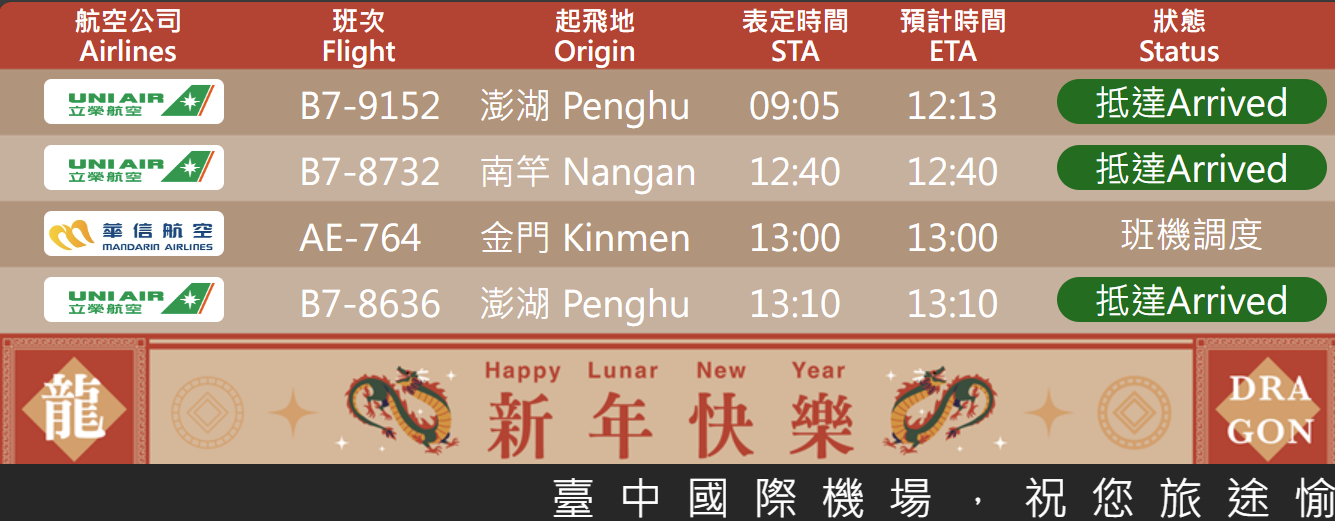 航空公司 班次 起飛地 表定時間 預計時間 狀態
Airlines Flight Origin STA ETA Status
UNI AIR 立榮航空 B7-9152 澎湖 Penghu 09:05 12:13 抵達Arrived
UNI AIR 立榮航空 B7-8732 南竿 Nangan 12:40 12:40 抵達Arrived
華信航空 MANDARIN AIRLINES AE-764 金門 Kinmen 13:00 13:00 班機調度
UNI AIR 立榮航空 B7-8636 澎湖 Penghu 13:10 13:10 抵達Arrived
龍
Happy Lunar New Year
新年快樂
DRA
GON
臺中國際機場，祝您旅途愉